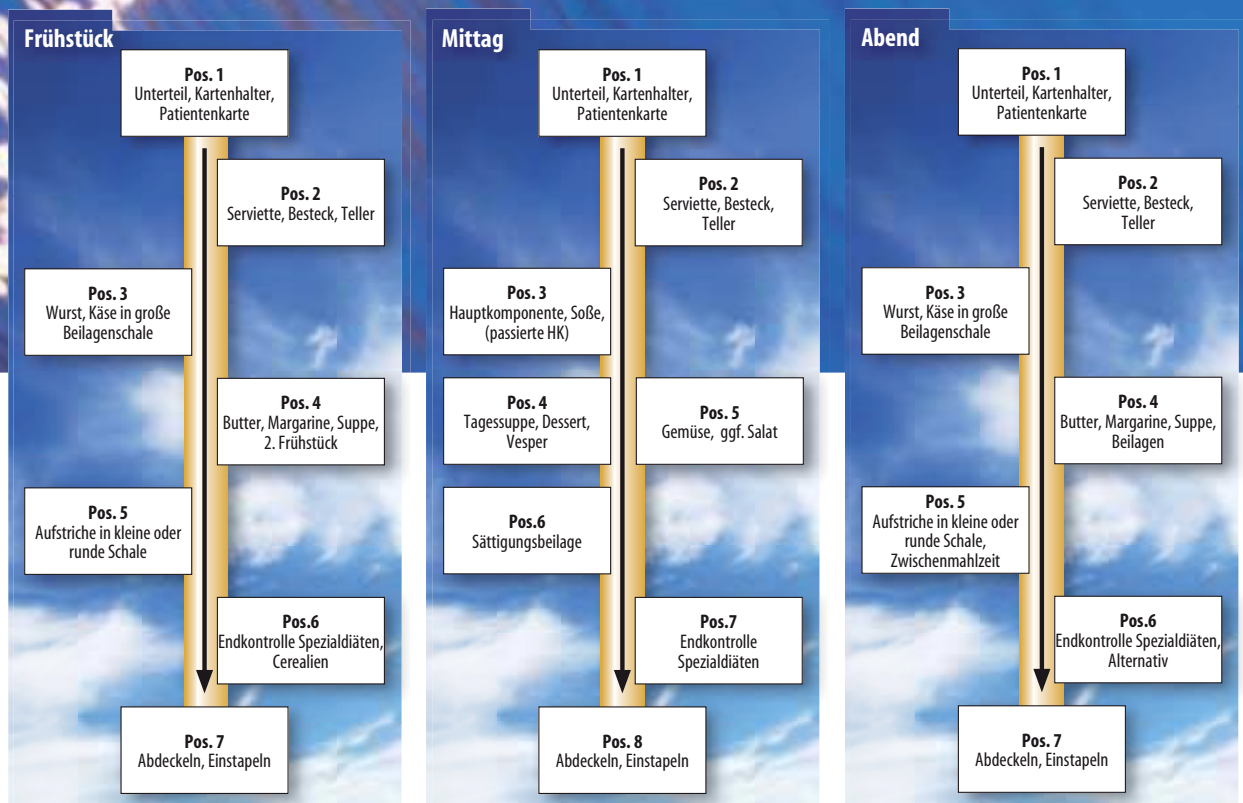 Frühstück
Pos. 1
Unterteil, Kartenhalter,
Patientenkarte
Pos. 2
Serviette, Besteck, Teller
Pos. 3
Wurst, Käse in große
Beilagenschale
Pos. 4
Butter, Margarine, Suppe,
2. Frühstück
Pos. 5
Aufstriche in kleine oder
runde Schale
Pos.6
Endkontrolle Spezialdiäten,
Cerealien
Pos. 7
Abdeckeln, Einstapeln
Mittag
Pos. 1
Unterteil, Kartenhalter,
Patientenkarte
Pos. 2
Serviette, Besteck,
Teller
Pos. 3
Hauptkomponente, Soße,
(passierte HK)
Pos. 4
Tagessuppe, Dessert,
Vesper
Pos. 5
Gemüse, ggf. Salat
Pos.6
Sättigungsbeilage
Pos.7
Endkontrolle
Spezialdiäten
Pos. 8
Abdeckeln, Einstapeln
Abend
Pos. 1
Unterteil, Kartenhalter,
Patientenkarte
Pos. 2
Serviette, Besteck,
Teller
Pos. 3
Wurst, Käse in große
Beilagenschale
Pos. 4
Butter, Margarine, Suppe,
Beilagen
Pos. 5
Aufstriche in kleine oder
runde Schale,
Zwischenmahlzeit
Pos.6
Endkontrolle Spezialdiäten,
Alternativ
Pos. 7
Abdeckeln, Einstapeln